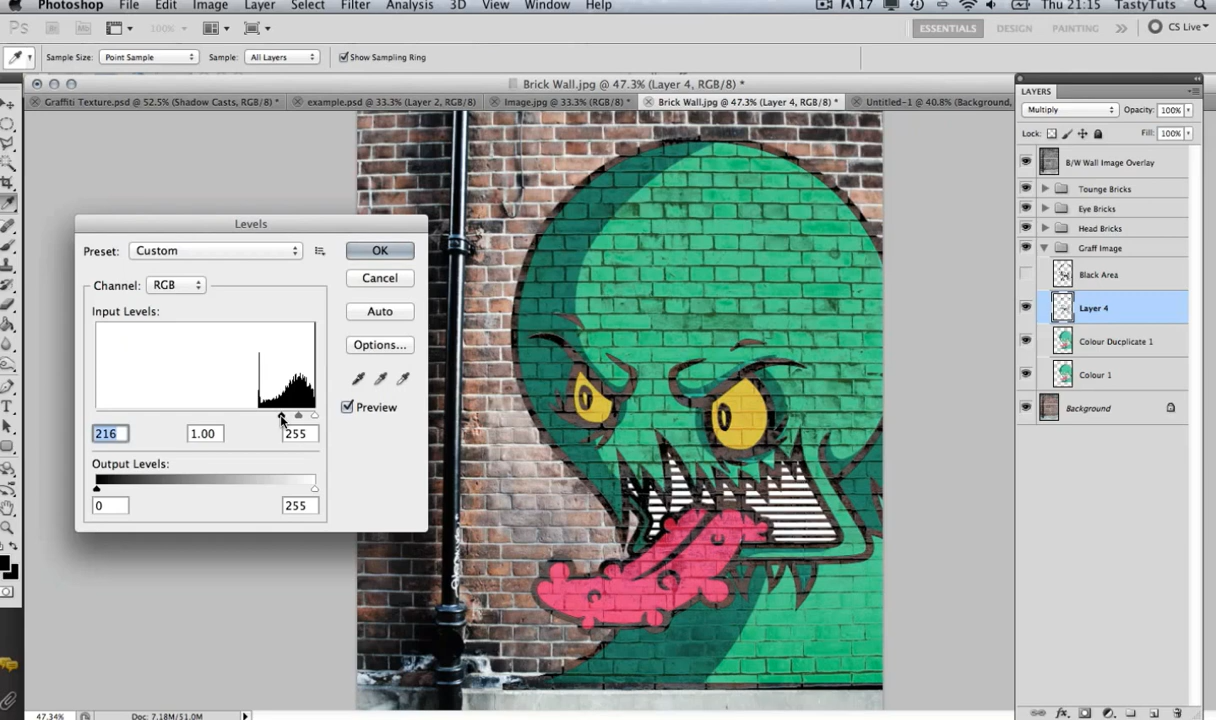 Photoshop File Edit Image Layer Select Filter Analysis 3D View Window Help 17 Thu 21:15 TastyTuts
Ps 100% ESSENTIALS DESIGN PAINTING CS Live
Sample Size: Point Sample Sample: All Layers Show Sampling Ring
Brick Wall.jpg @ 47.3% (Layer 4, RGB/8) *
Graffiti Texture.psd @ 52.5% (Shadow Casts, RGB/8) * example.psd @ 33.3% (Layer 2, RGB/8) Image.jpg @ 33.3% (RGB/8) * Brick Wall.jpg @ 47.3% (Layer 4, RGB/8) * Untitled-1 @ 40.8% (Background,
LAYERS
Multiply Opacity: 100%
Lock: Fill: 100%
B/W Wall Image Overlay
Tounge Bricks
Eye Bricks
Head Bricks
Graff Image
Black Area
Layer 4
Colour Ducplicate 1
Colour 1
Background
Levels
Preset: Custom OK
Cancel
Channel: RGB
Auto
Input Levels:
Options...
Preview
216 1.00 255
Output Levels:
0 255
47.34% Doc: 7.18M/51.0M
fx